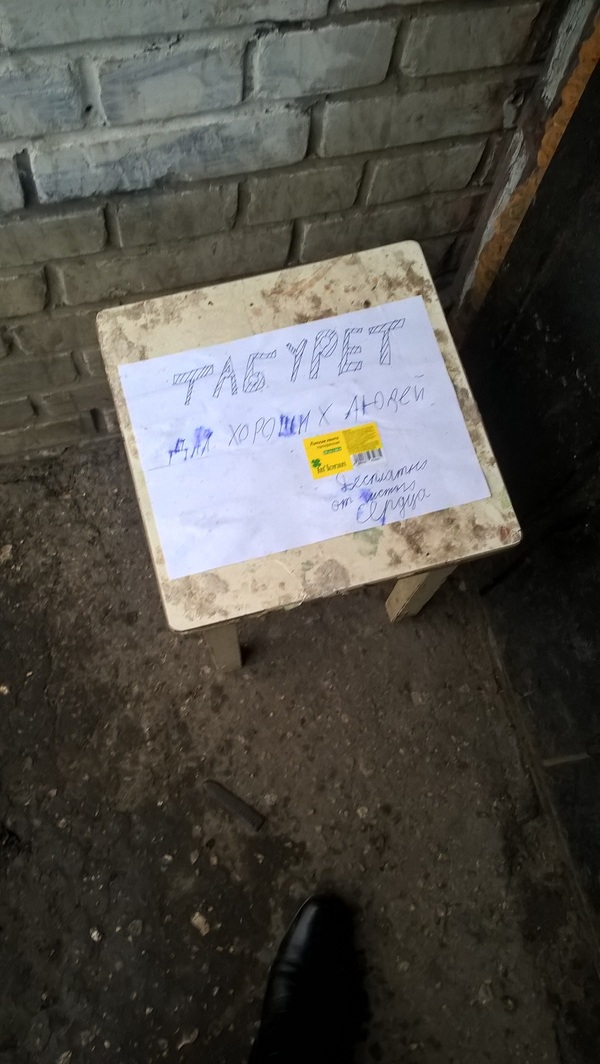 ТАБУРЕТ
ДЛЯ ХОРОШИХ ЛЮДЕЙ.
Бесплатно
от чистого
Сердца